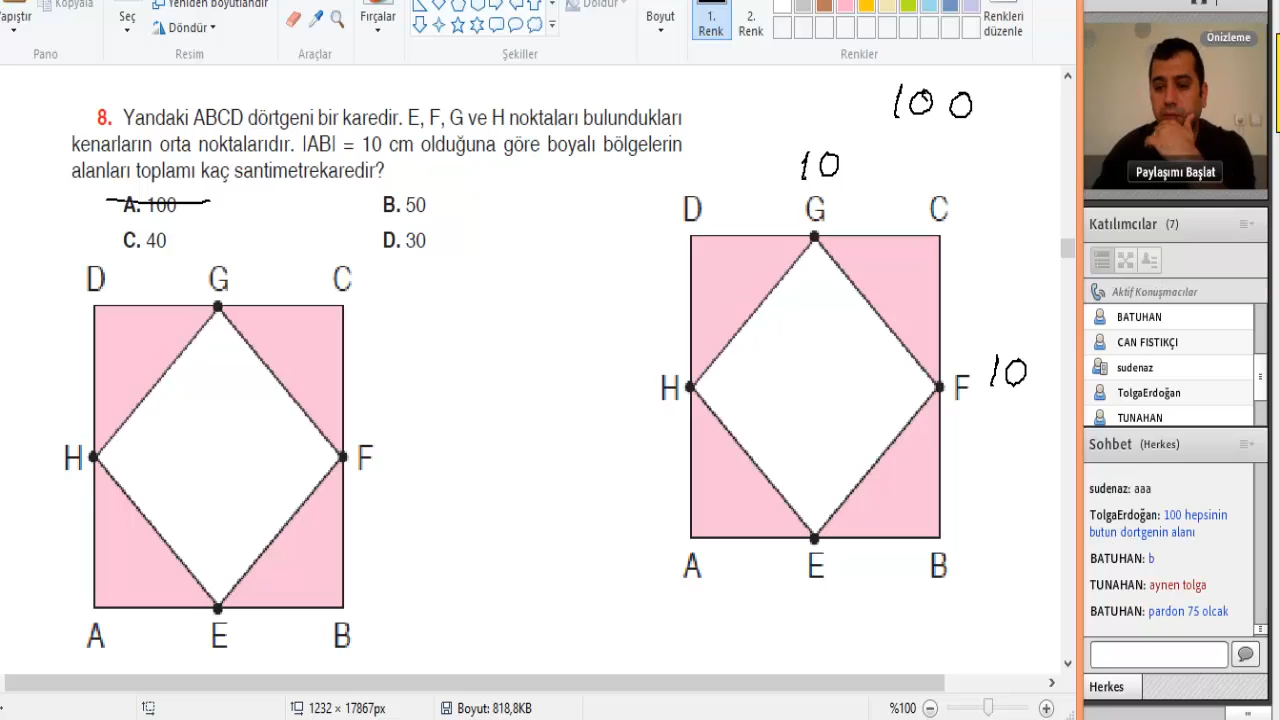 Yapıştır
Kopyala
Seç
Yeniden boyutlandır
Döndür
Fırçalar
Döldür
Boyut
1.
Renk
2.
Renk
Renkleri
düzenle
Pano
Resim
Araçlar
Şekiller
Renkler
8. Yandaki ABCD dörtgeni bir karedir. E, F, G ve H noktaları bulundukları
kenarların orta noktalarıdır. IABI = 10 cm olduğuna göre boyalı bölgelerin
alanları toplamı kaç santimetrekaredir?
A. 100
B. 50
C. 40
D. 30
D G C
H F
A E B
100
10
D G C
H F 10
A E B
1232 × 17867px
Boyut: 818,8KB
%100
Önizleme
Paylaşımı Başlat
Katılımcılar (7)
Aktif Konuşmacılar
BATUHAN
CAN FISTIKÇI
sudenaz
TolgaErdoğan
TUNAHAN
Sohbet (Herkes)
sudenaz: aaa
TolgaErdoğan: 100 hepsinin
butun dortgenin alanı
BATUHAN: b
TUNAHAN: aynen tolga
BATUHAN: pardon 75 olcak
Herkes